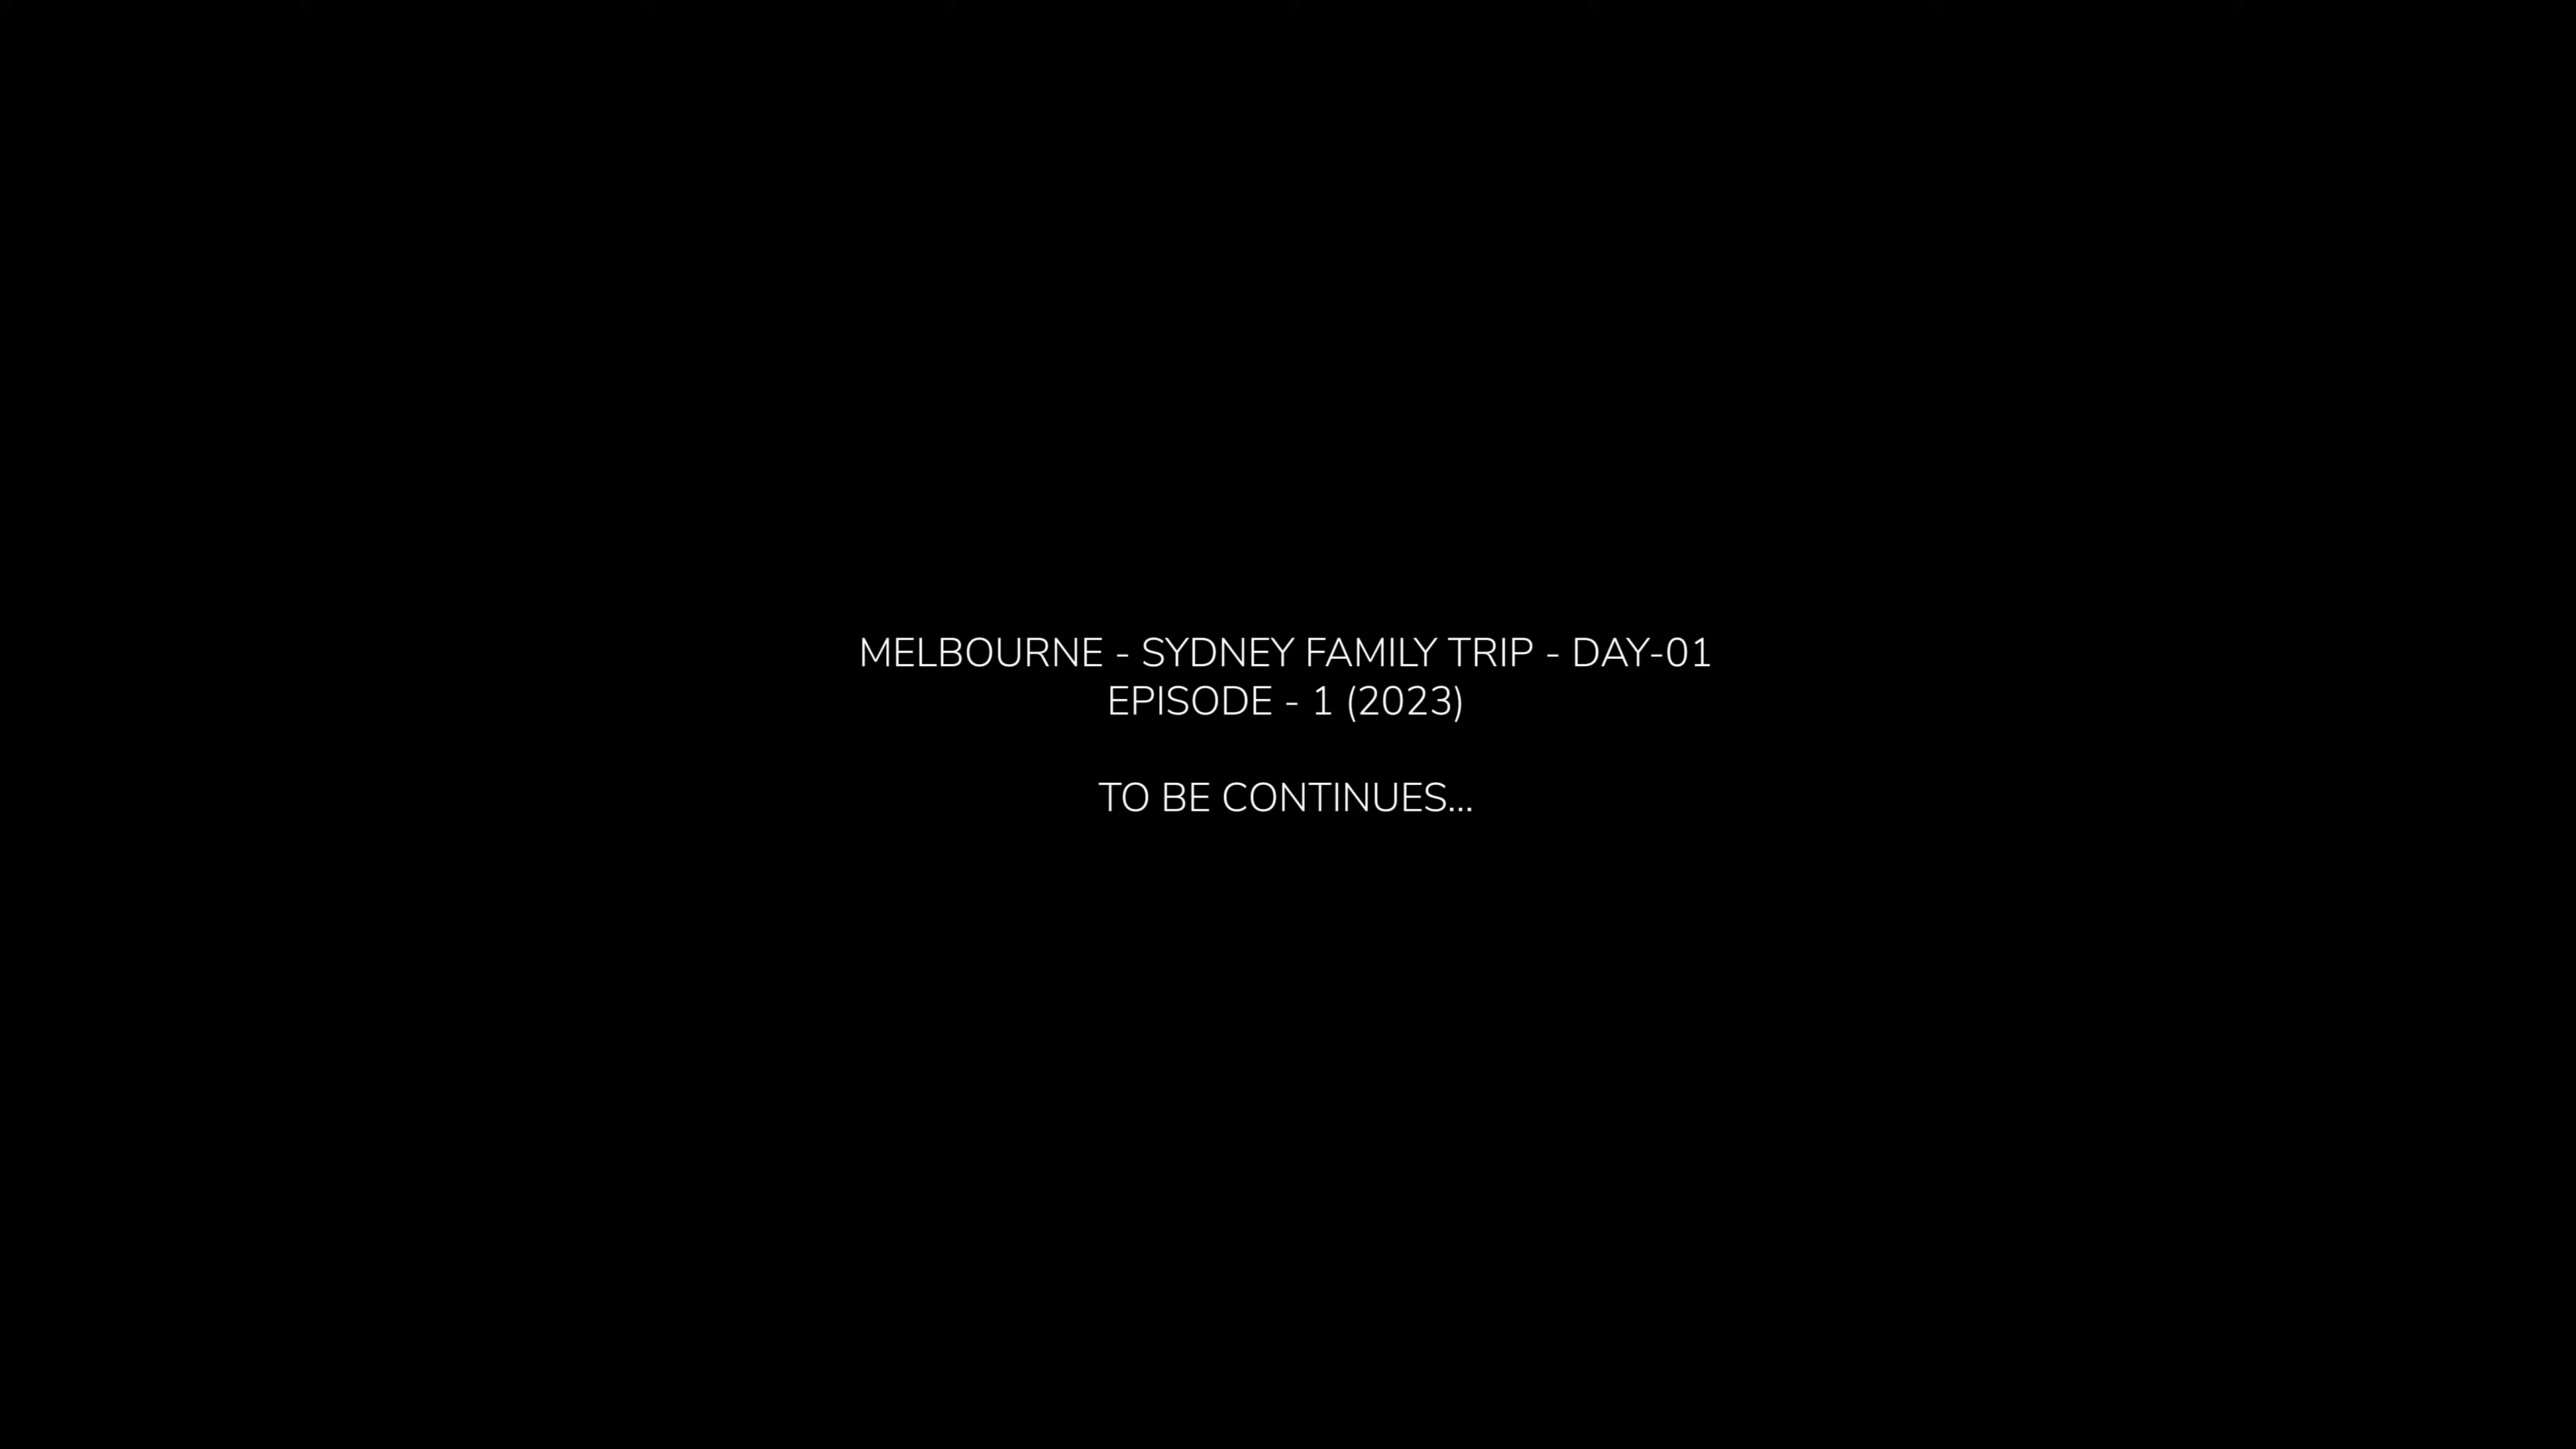 MELBOURNE - SYDNEY FAMILY TRIP - DAY-01
EPISODE - 1 (2023)
TO BE CONTINUES...